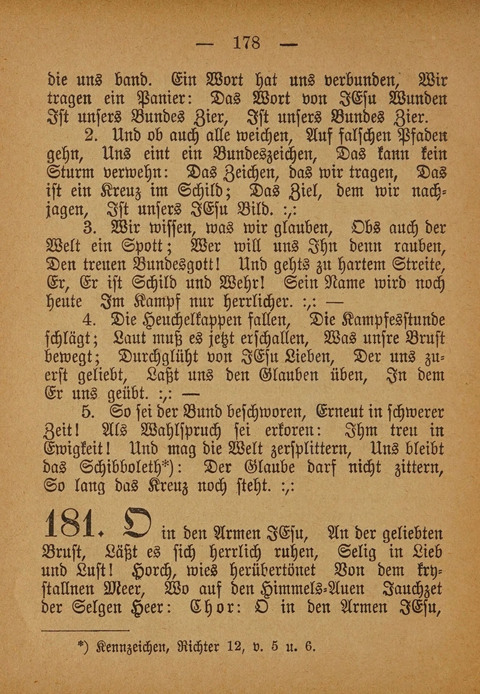 — 178 —
die uns band. Ein Wort hat uns verbunden, Wir
tragen ein Panier: Das Wort von JEsu Wunden
Ist unsers Bundes Zier, Ist unsers Bundes Zier.
2. Und ob auch alle weichen, Auf falschen Pfaden
gehn, Uns eint ein Bundeszeichen, Das kann kein
Sturm verwehn: Das Zeichen, das wir tragen, Das
ist ein Kreuz im Schild; Das Ziel, dem wir nach-
jagen, Ist unsers JEsu Bild. :,:
3. Wir wissen, was wir glauben, Obs auch der
Welt ein Spott; Wer will uns Ihn denn rauben,
Den treuen Bundesgott! Und gehts zu hartem Streite,
Er, Er ist Schild und Wehr! Sein Name wird noch
heute Im Kampf nur herrlicher. :,: —
4. Die Heuchelkappen fallen, Die Kampfesstunde
schlägt; Laut muß es jetzt erschallen, Was unsre Brust
bewegt; Durchglüht von JEsu Lieben, Der uns zu-
erst geliebt, Laßt uns den Glauben üben, In dem
Er uns geübt. :,: —
5. So sei der Bund beschworen, Erneut in schwerer
Zeit! Als Wahlspruch sei erkoren: Ihm treu in
Ewigkeit! Und mag die Welt zersplittern, Uns bleibt
das Schibboleth*): Der Glaube darf nicht zittern,
So lang das Kreuz noch steht. :,:
181. O in den Armen JEsu, An der geliebten
Brust, Läßt es sich herrlich ruhen, Selig in Lieb
und Lust! Horch, wies herübertönet Von dem kry-
stallnen Meer, Wo auf den Himmels-Auen Jauchzet
der Selgen Heer: Chor: O in den Armen JEsu,
*) Kennzeichen, Richter 12, v. 5 u. 6.